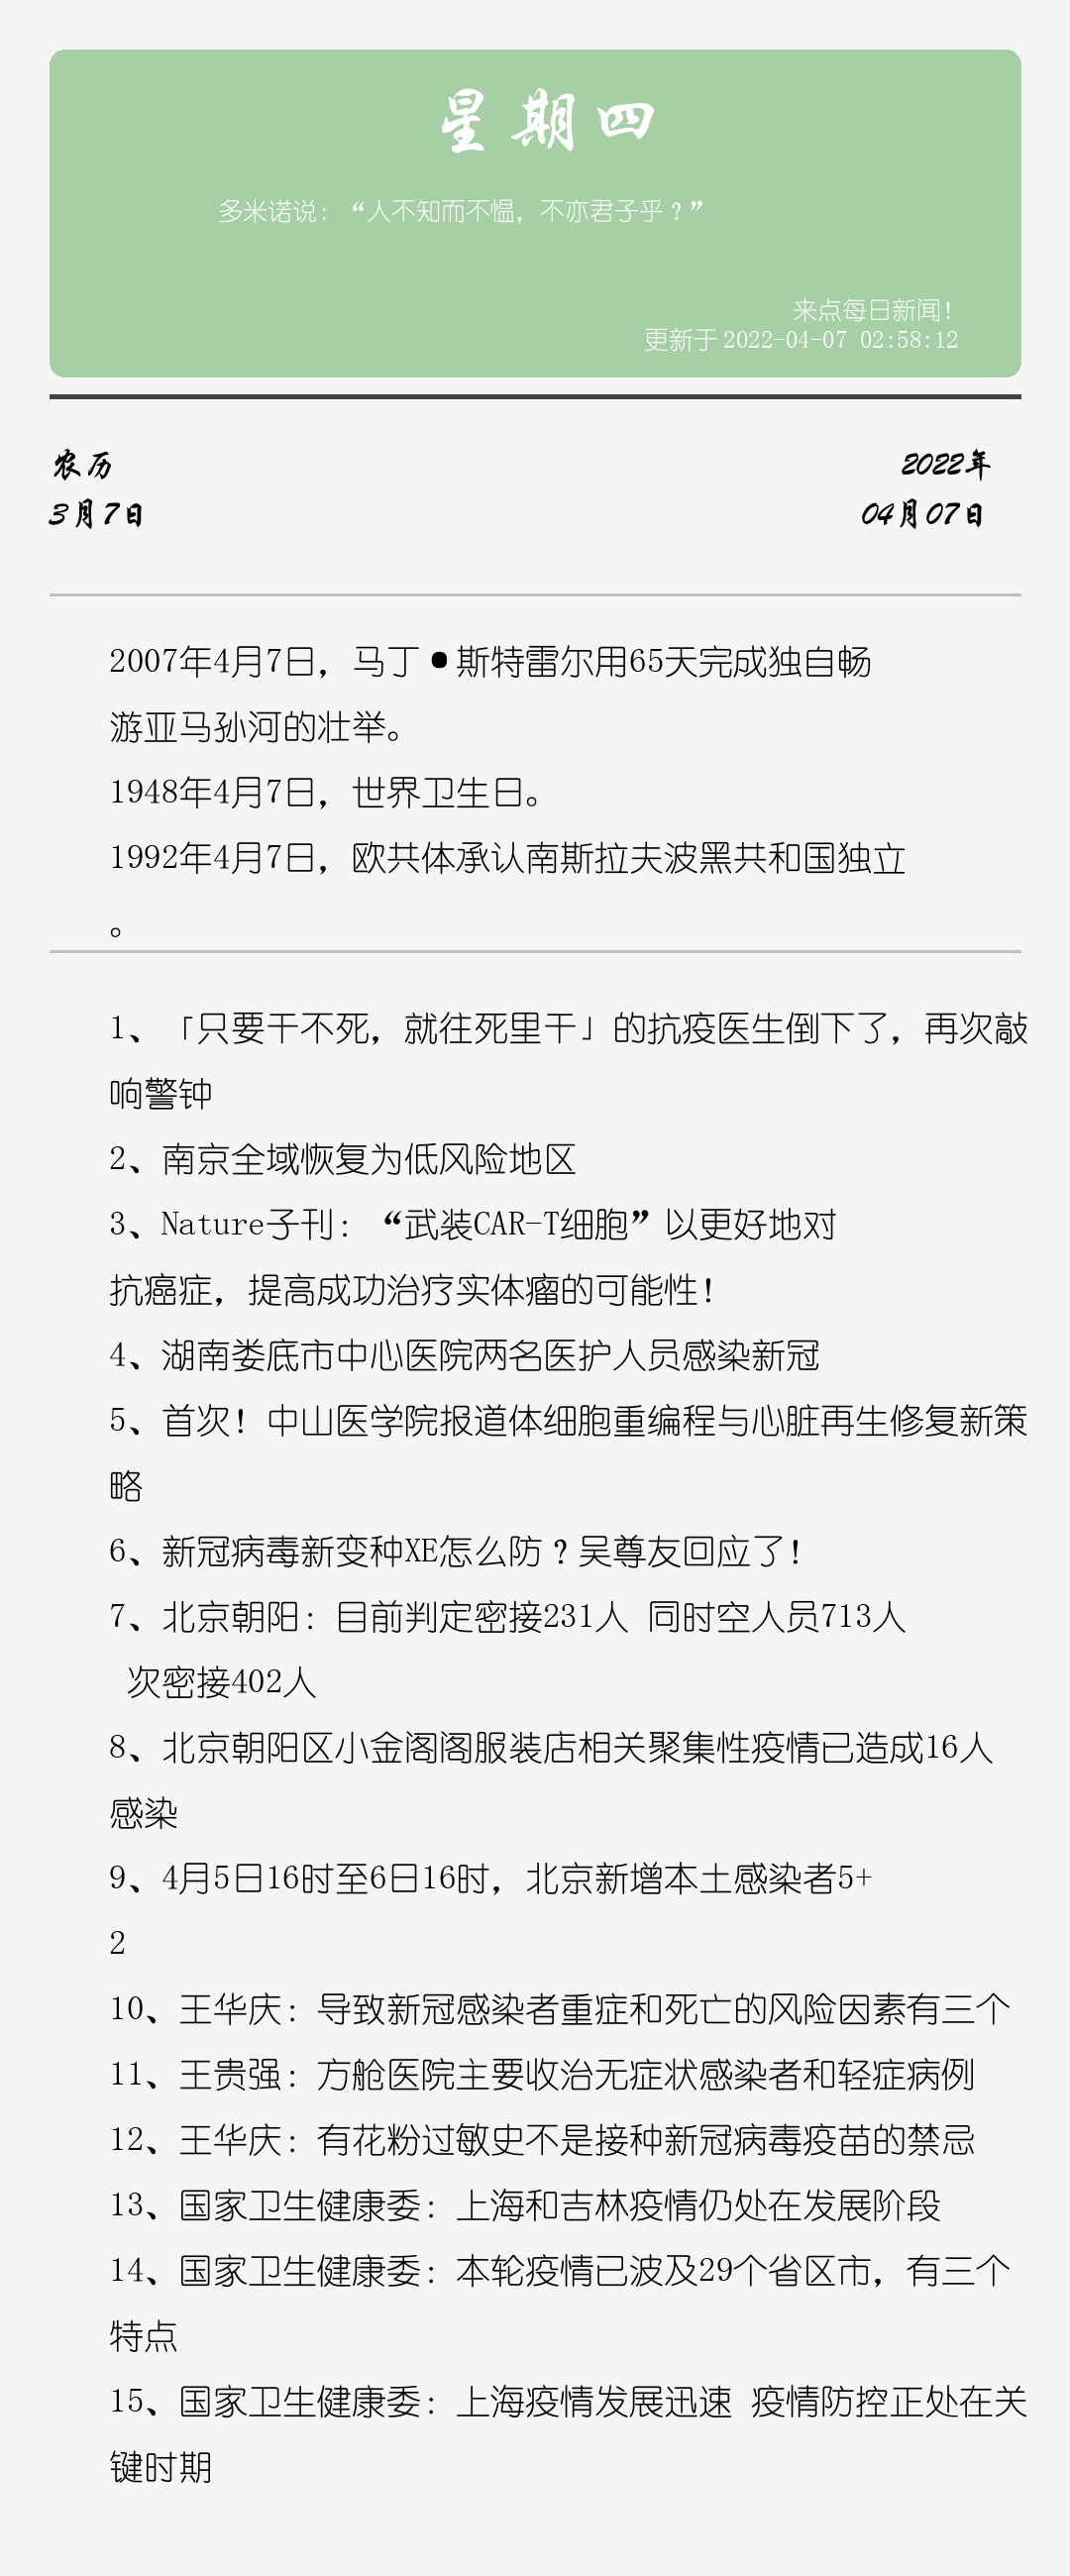 星期四
多米诺说：“人不知而不愠，不亦君子乎？”
来点每日新闻！
更新于2022-04-07 02:58:12
农历
3月7日
2022年
04月07日
2007年4月7日，马丁•斯特雷尔用65天完成独自畅
游亚马孙河的壮举。
1948年4月7日，世界卫生日。
1992年4月7日，欧共体承认南斯拉夫波黑共和国独立
。
1、「只要干不死，就往死里干」的抗疫医生倒下了，再次敲
响警钟
2、南京全域恢复为低风险地区
3、Nature子刊：“武装CAR-T细胞”以更好地对
抗癌症，提高成功治疗实体瘤的可能性！
4、湖南娄底市中心医院两名医护人员感染新冠
5、首次！中山医学院报道体细胞重编程与心脏再生修复新策
略
6、新冠病毒新变种XE怎么防？吴尊友回应了！
7、北京朝阳：目前判定密接231人 同时空人员713人
 次密接402人
8、北京朝阳区小金阁阁服装店相关聚集性疫情已造成16人
感染
9、4月5日16时至6日16时，北京新增本土感染者5+
2
10、王华庆：导致新冠感染者重症和死亡的风险因素有三个
11、王贵强：方舱医院主要收治无症状感染者和轻症病例
12、王华庆：有花粉过敏史不是接种新冠病毒疫苗的禁忌
13、国家卫生健康委：上海和吉林疫情仍处在发展阶段
14、国家卫生健康委：本轮疫情已波及29个省区市，有三个
特点
15、国家卫生健康委：上海疫情发展迅速 疫情防控正处在关
键时期